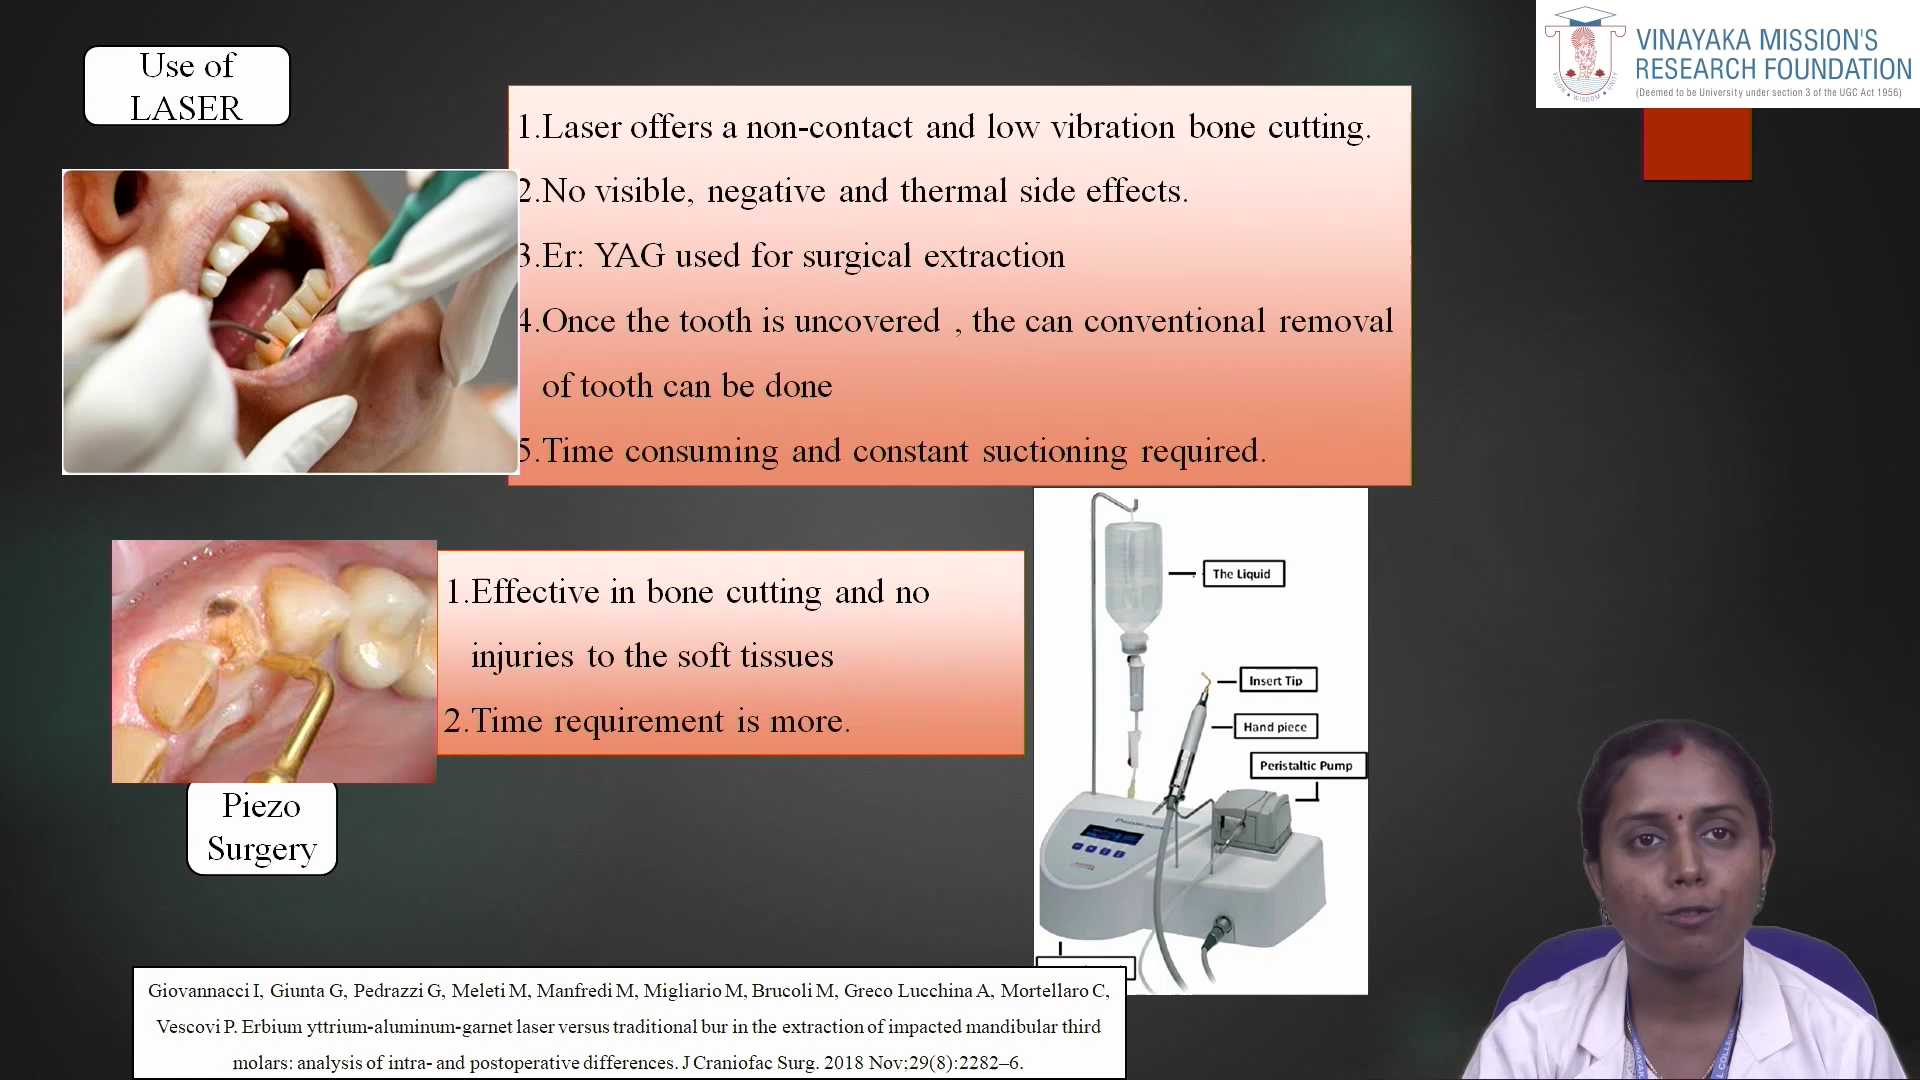 Use of
LASER
VINAYAKA MISSION'S
RESEARCH FOUNDATION
(Deemed to be University under section 3 of the UGC Act 1956)
VISION • WISDOM • UNITY
1.Laser offers a non-contact and low vibration bone cutting.
2.No visible, negative and thermal side effects.
3.Er: YAG used for surgical extraction
4.Once the tooth is uncovered , the can conventional removal
of tooth can be done
5.Time consuming and constant suctioning required.
1.Effective in bone cutting and no
injuries to the soft tissues
2.Time requirement is more.
The Liquid
Insert Tip
Hand piece
Peristaltic Pump
Piezo
Surgery
Giovannacci I, Giunta G, Pedrazzi G, Meleti M, Manfredi M, Migliario M, Brucoli M, Greco Lucchina A, Mortellaro C,
Vescovi P. Erbium yttrium-aluminum-garnet laser versus traditional bur in the extraction of impacted mandibular third
molars: analysis of intra- and postoperative differences. J Craniofac Surg. 2018 Nov;29(8):2282–6.